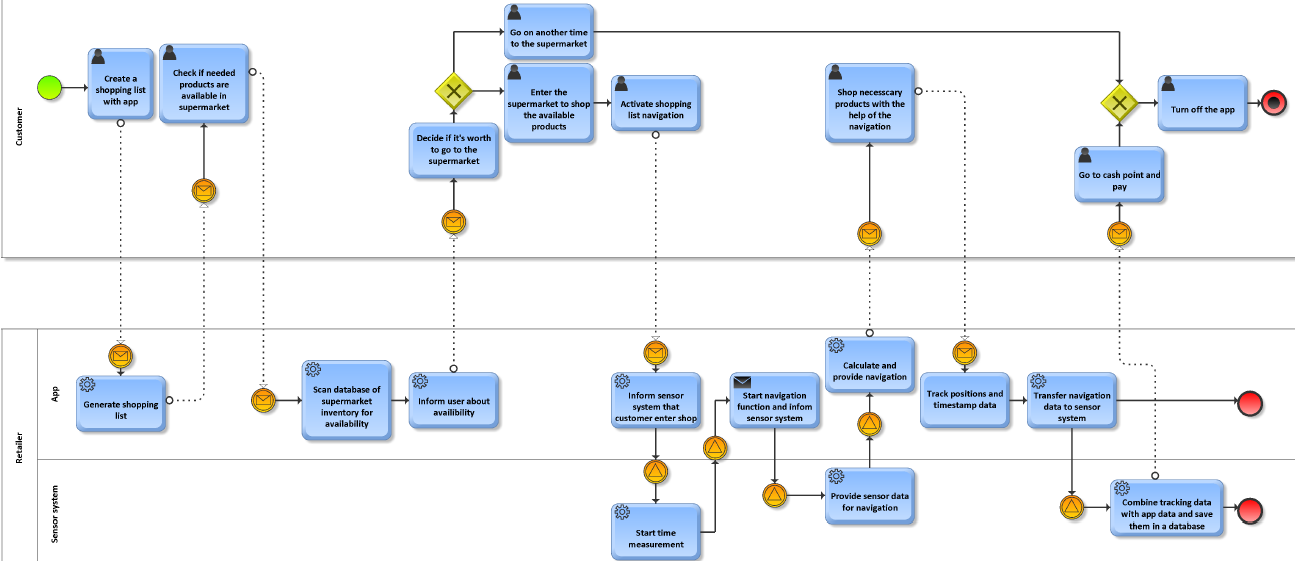 Customer
Create a
shopping list
with app
Check if needed
products are
available in
supermarket
Decide if it's worth
to go to the
supermarket
Go on another time
to the supermarket
Enter the
supermarket to shop
the available
products
Activate shopping
list navigation
Shop necesscary
products with the
help of the
navigation
Go to cash point and
pay
Turn off the app
Retailer
App
Generate shopping
list
Scan database of
supermarket
inventory for
availability
Inform user about
availibility
Inform sensor
system that
customer enter shop
Start navigation
function and infom
sensor system
Calculate and
provide navigation
Track positions and
timestamp data
Transfer navigation
data to sensor
system
Sensor system
Start time
measurement
Provide sensor data
for navigation
Combine tracking data
with app data and save
them in a database